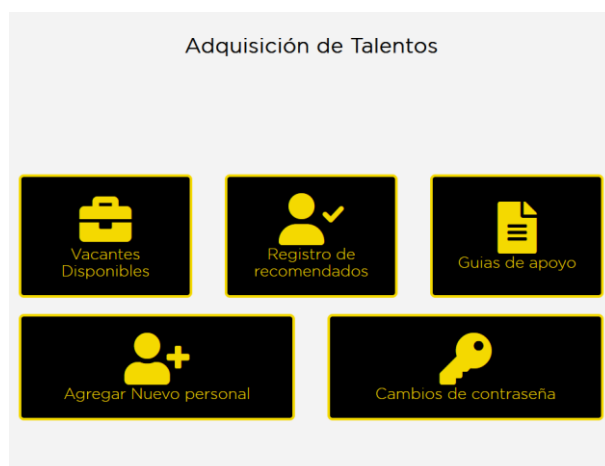 Adquisición de Talentos
Vacantes
Disponibles
Registro de
recomendados
Guias de apoyo
Agregar Nuevo personal
Cambios de contraseña